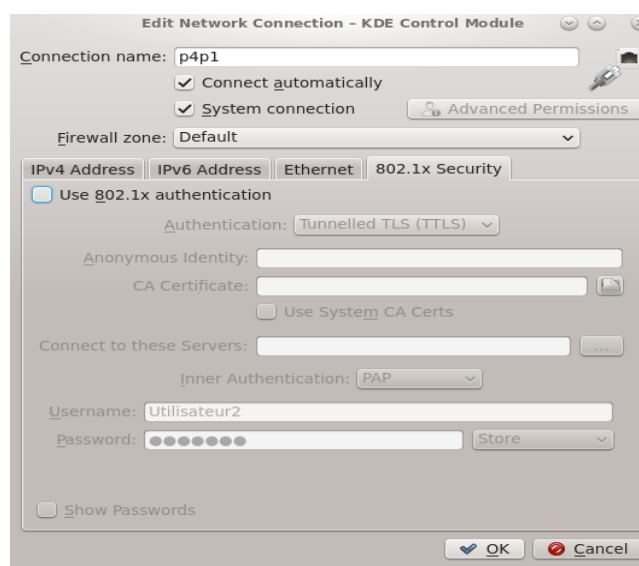 Edit Network Connection – KDE Control Module
Connection name: p4p1
Connect automatically
System connection Advanced Permissions
Firewall zone: Default
IPv4 Address IPv6 Address Ethernet 802.1x Security
Use 802.1x authentication
Authentication: Tunnelled TLS (TTLS)
Anonymous Identity:
CA Certificate:
Use System CA Certs
Connect to these Servers: ...
Inner Authentication: PAP
Username: Utilisateur2
Password: ●●●●●●● Store
Show Passwords
OK Cancel